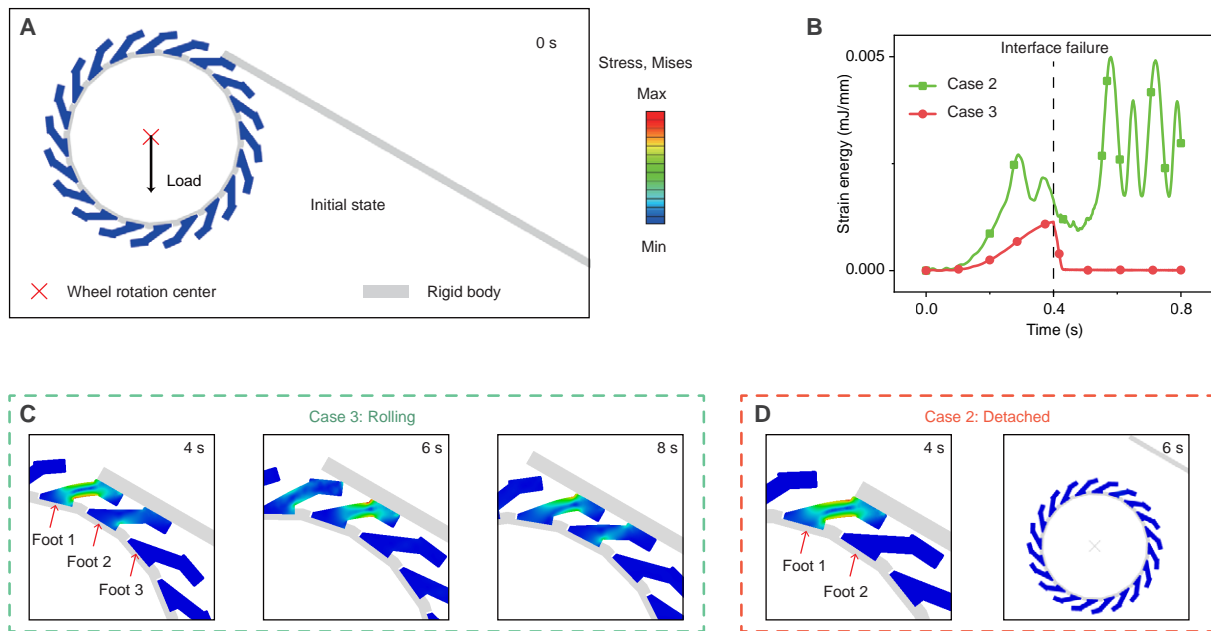 A
0 s
Stress, Mises
Max
Min
Load
Initial state
Wheel rotation center
Rigid body
B
Interface failure
Case 2
Case 3
Strain energy (mJ/mm)
0.005
0.000
0.0
0.4
0.8
Time (s)
C
Case 3: Rolling
4 s
6 s
8 s
Foot 1
Foot 2
Foot 3
D
Case 2: Detached
4 s
6 s
Foot 1
Foot 2